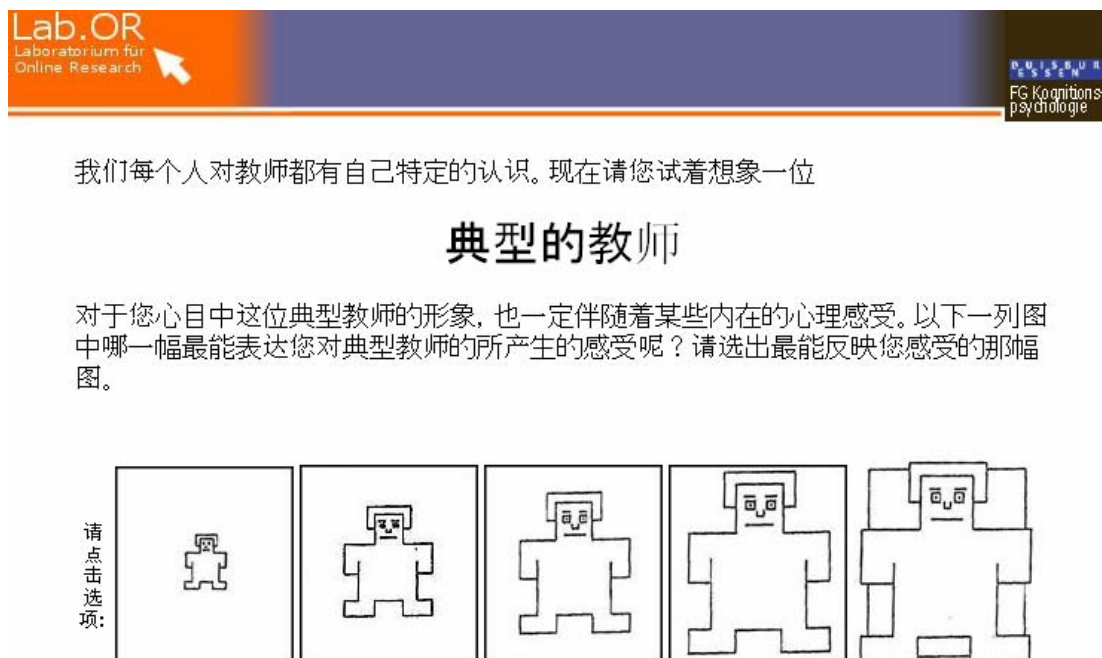 Lab.OR
Laboratorium für
Online Research
DUISBURG
ESSEN
FG Kognitions-
psychologie
我们每个人对教师都有自己特定的认识。现在请您试着想象一位
典型的教师
对于您心目中这位典型教师的形象，也一定伴随着某些内在的心理感受。以下一列图
中哪一幅最能表达您对典型教师的所产生的感受呢？请选出最能反映您感受的那幅
图。
请点击选项: